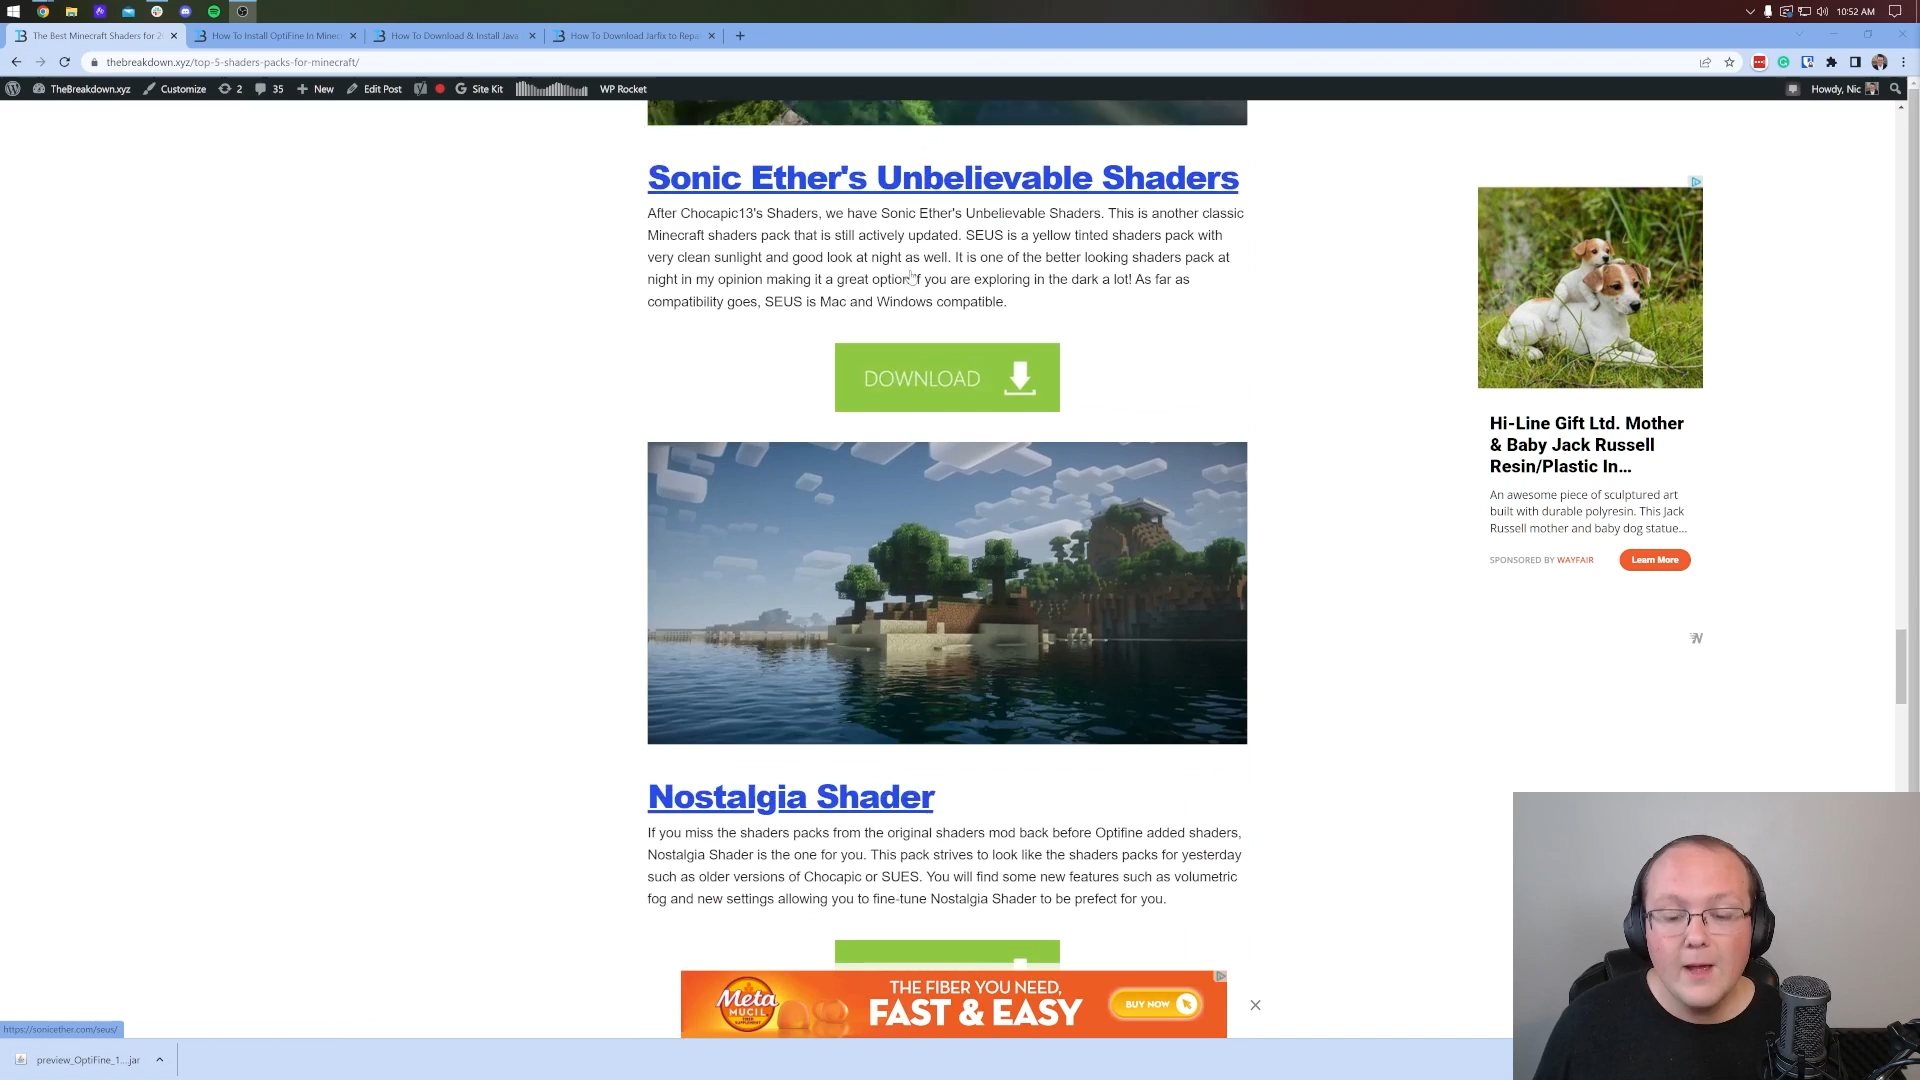 10:52 AM
The Best Minecraft Shaders for 2
How To Install OptiFine In Minec
How To Download & Install Java
How To Download Jarfix to Repa
thebreakdown.xyz/top-5-shaders-packs-for-minecraft/
TheBreakdown.xyz Customize 2 35 New Edit Post Site Kit WP Rocket Howdy, Nic
Sonic Ether's Unbelievable Shaders
After Chocapic13's Shaders, we have Sonic Ether's Unbelievable Shaders. This is another classic
Minecraft shaders pack that is still actively updated. SEUS is a yellow tinted shaders pack with
very clean sunlight and good look at night as well. It is one of the better looking shaders pack at
night in my opinion making it a great option if you are exploring in the dark a lot! As far as
compatibility goes, SEUS is Mac and Windows compatible.
DOWNLOAD
Hi-Line Gift Ltd. Mother
& Baby Jack Russell
Resin/Plastic In...
An awesome piece of sculptured art
built with durable polyresin. This Jack
Russell mother and baby dog statue...
SPONSORED BY WAYFAIR
Learn More
Nostalgia Shader
If you miss the shaders packs from the original shaders mod back before Optifine added shaders,
Nostalgia Shader is the one for you. This pack strives to look like the shaders packs for yesterday
such as older versions of Chocapic or SUES. You will find some new features such as volumetric
fog and new settings allowing you to fine-tune Nostalgia Shader to be prefect for you.
Meta
MUCIL
THE FIBER YOU NEED,
FAST & EASY
BUY NOW
https://sonicether.com/seus/
preview_OptiFine_1....jar